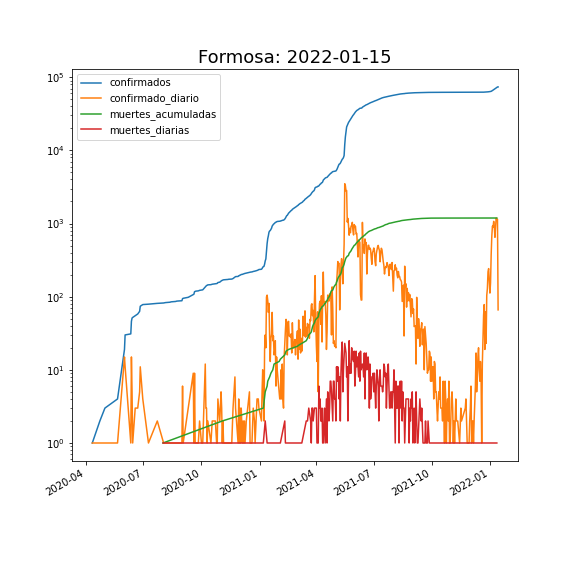 Formosa: 2022-01-15
confirmados
confirmado_diario
muertes_acumuladas
muertes_diarias
10^5
10^4
10^3
10^2
10^1
10^0
2020-04
2020-07
2020-10
2021-01
2021-04
2021-07
2021-10
2022-01